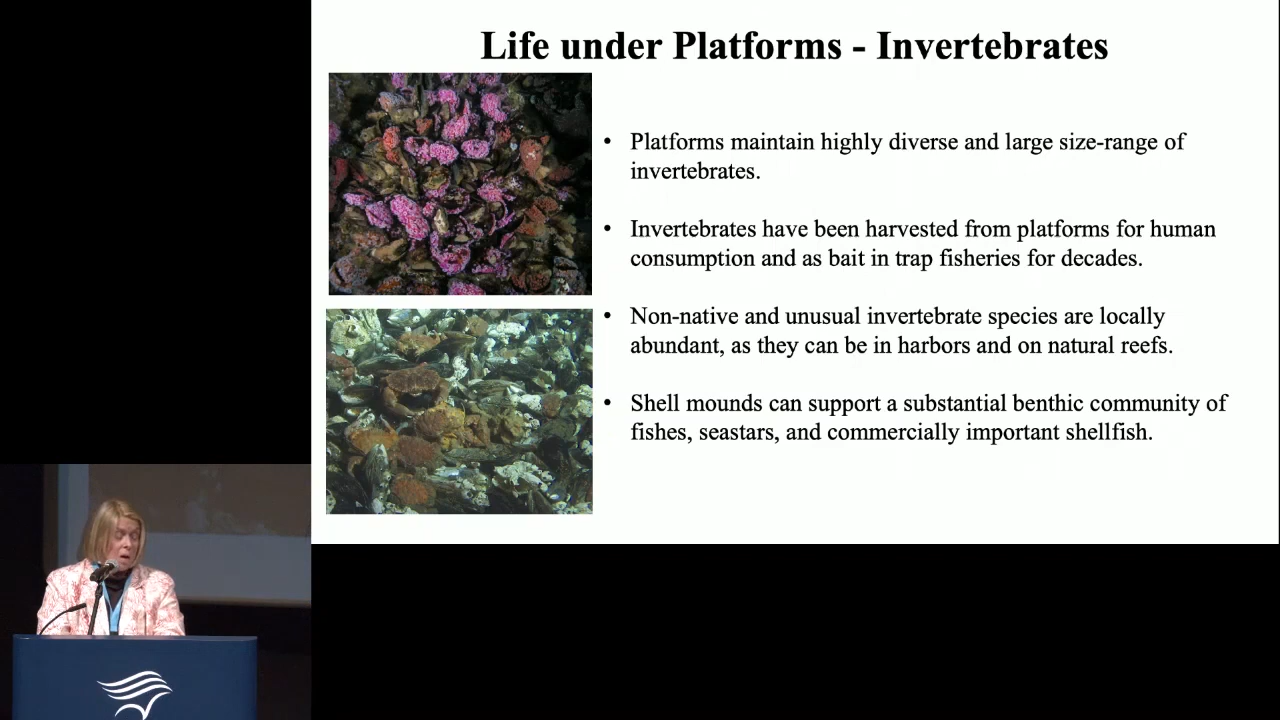 Life under Platforms - Invertebrates
• Platforms maintain highly diverse and large size-range of
invertebrates.
• Invertebrates have been harvested from platforms for human
consumption and as bait in trap fisheries for decades.
• Non-native and unusual invertebrate species are locally
abundant, as they can be in harbors and on natural reefs.
• Shell mounds can support a substantial benthic community of
fishes, seastars, and commercially important shellfish.